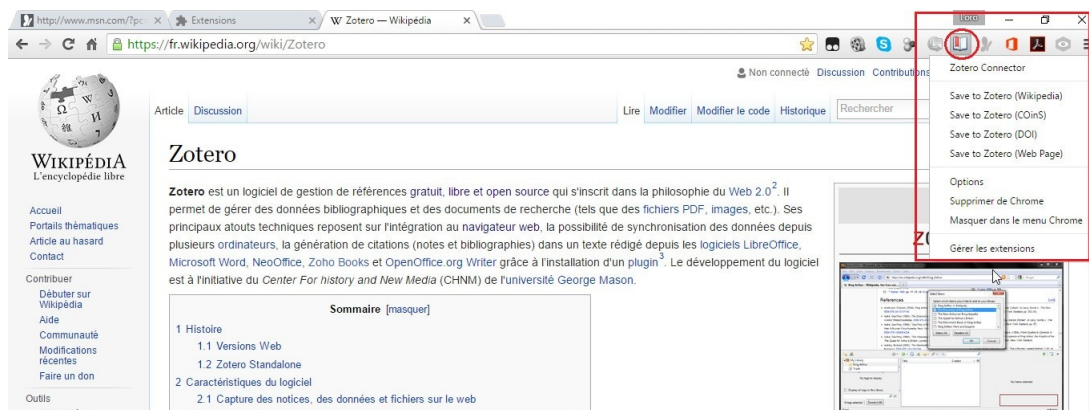 http://www.msn.com/?pc
Extensions
Zotero — Wikipédia
Loro
https://fr.wikipedia.org/wiki/Zotero
Non connecté Discussion Contributions
Article Discussion
Lire Modifier Modifier le code Historique
Rechercher
WIKIPÉDIA
L'encyclopédie libre
Accueil
Portails thématiques
Article au hasard
Contact
Contribuer
Débuter sur
Wikipédia
Aide
Communauté
Modifications
récentes
Faire un don
Outils
Zotero
Zotero est un logiciel de gestion de références gratuit, libre et open source qui s'inscrit dans la philosophie du Web 2.0². Il
permet de gérer des données bibliographiques et des documents de recherche (tels que des fichiers PDF, images, etc.). Ses
principaux atouts techniques reposent sur l'intégration au navigateur web, la possibilité de synchronisation des données depuis
plusieurs ordinateurs, la génération de citations (notes et bibliographies) dans un texte rédigé depuis les logiciels LibreOffice,
Microsoft Word, NeoOffice, Zoho Books et OpenOffice.org Writer grâce à l'installation d'un plugin³. Le développement du logiciel
est à l'initiative du Center For history and New Media (CHNM) de l'université George Mason.
Sommaire [masquer]
1 Histoire
1.1 Versions Web
1.2 Zotero Standalone
2 Caractéristiques du logiciel
2.1 Capture des notices, des données et fichiers sur le web
Zotero Connector
Save to Zotero (Wikipedia)
Save to Zotero (COinS)
Save to Zotero (DOI)
Save to Zotero (Web Page)
Options
Supprimer de Chrome
Masquer dans le menu Chrome
Gérer les extensions
References